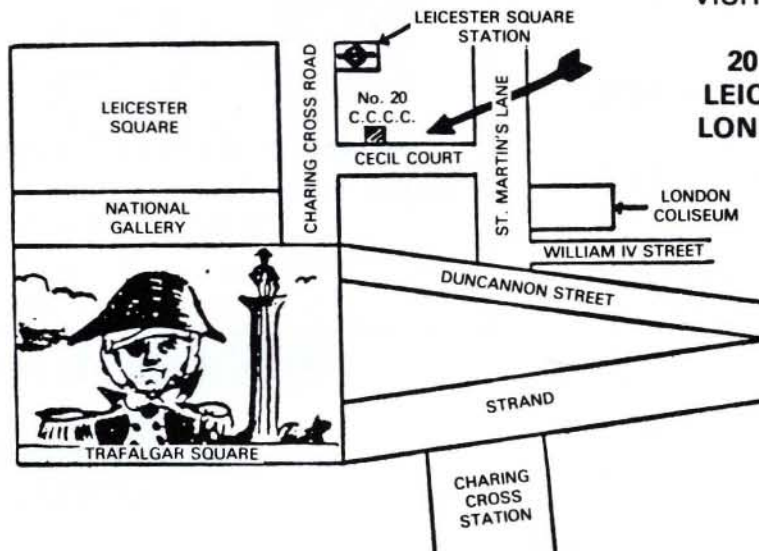 LEICESTER SQUARE
STATION
20
LEIC
LON
CHARING CROSS ROAD
LEICESTER
SQUARE
No. 20
C.C.C.C.
ST. MARTIN'S LANE
CECIL COURT
NATIONAL
GALLERY
LONDON
COLISEUM
WILLIAM IV STREET
DUNCANNON STREET
STRAND
TRAFALGAR SQUARE
CHARING
CROSS
STATION